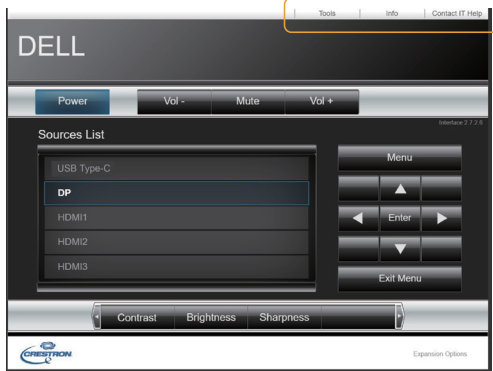 Tools Info Contact IT Help
DELL
Power Vol - Mute Vol +
Interface 2.7.2.6
Sources List
Menu
USB Type-C
DP
HDMI1
Enter
HDMI2
HDMI3
Exit Menu
Contrast Brightness Sharpness
CRESTRON
Expansion Options